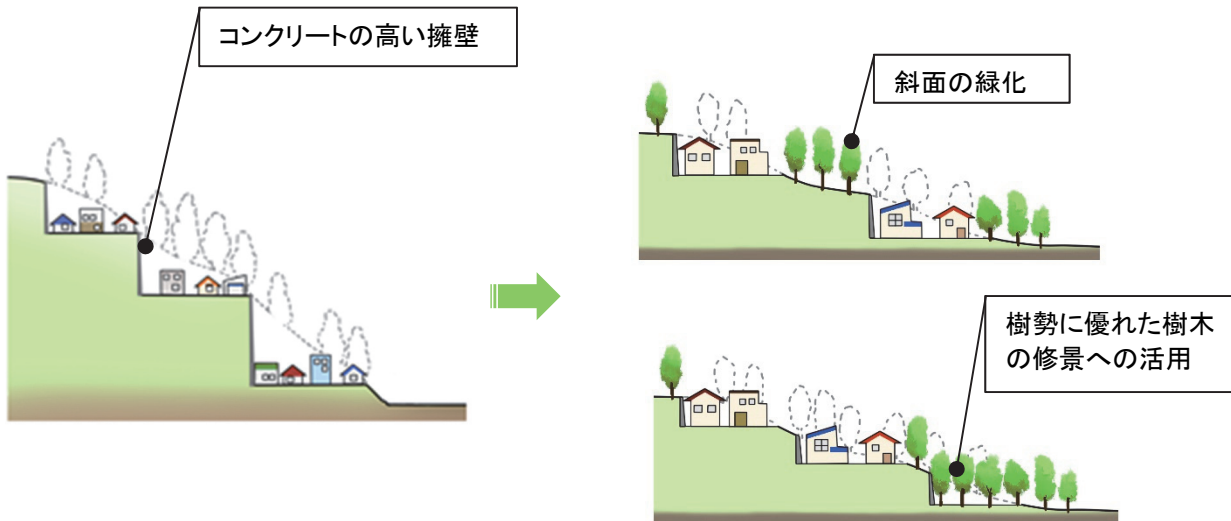 コンクリートの高い擁壁
斜面の緑化
樹勢に優れた樹木
の修景への活用